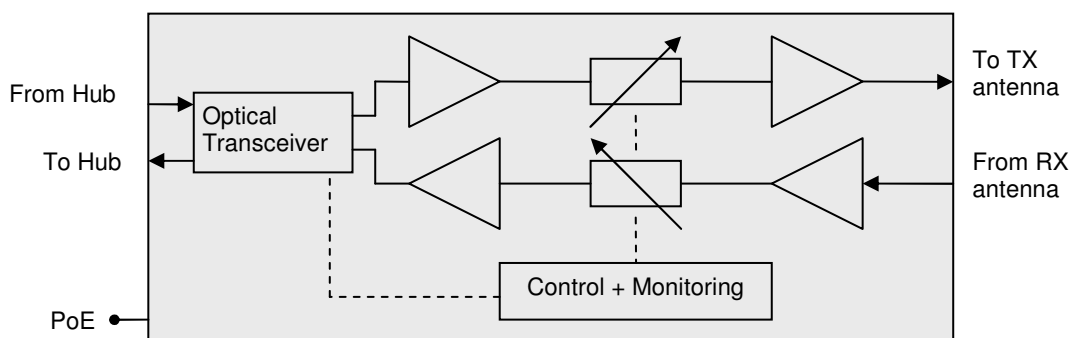 From Hub
To Hub
PoE
Optical
Transceiver
Control + Monitoring
To TX
antenna
From RX
antenna